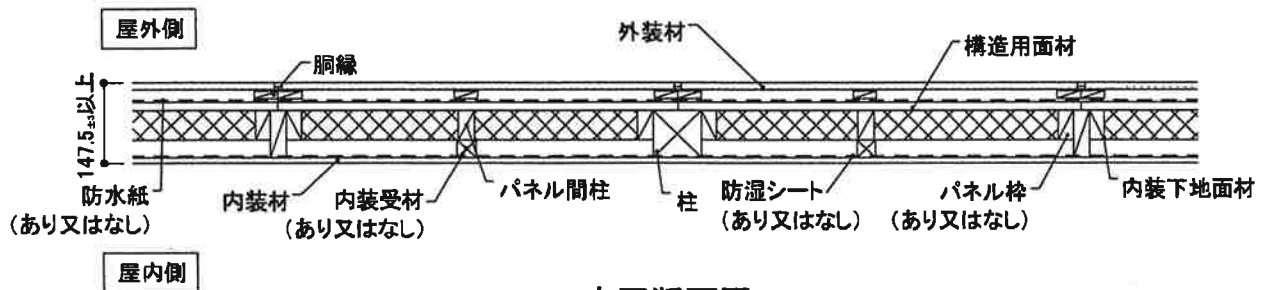 屋外側
外装材
構造用面材
胴縁
147.5±3以上
防水紙
(あり又はなし)
内装材
内装受材
(あり又はなし)
パネル間柱
柱
防湿シート
(あり又はなし)
パネル枠
(あり又はなし)
内装下地面材
屋内側